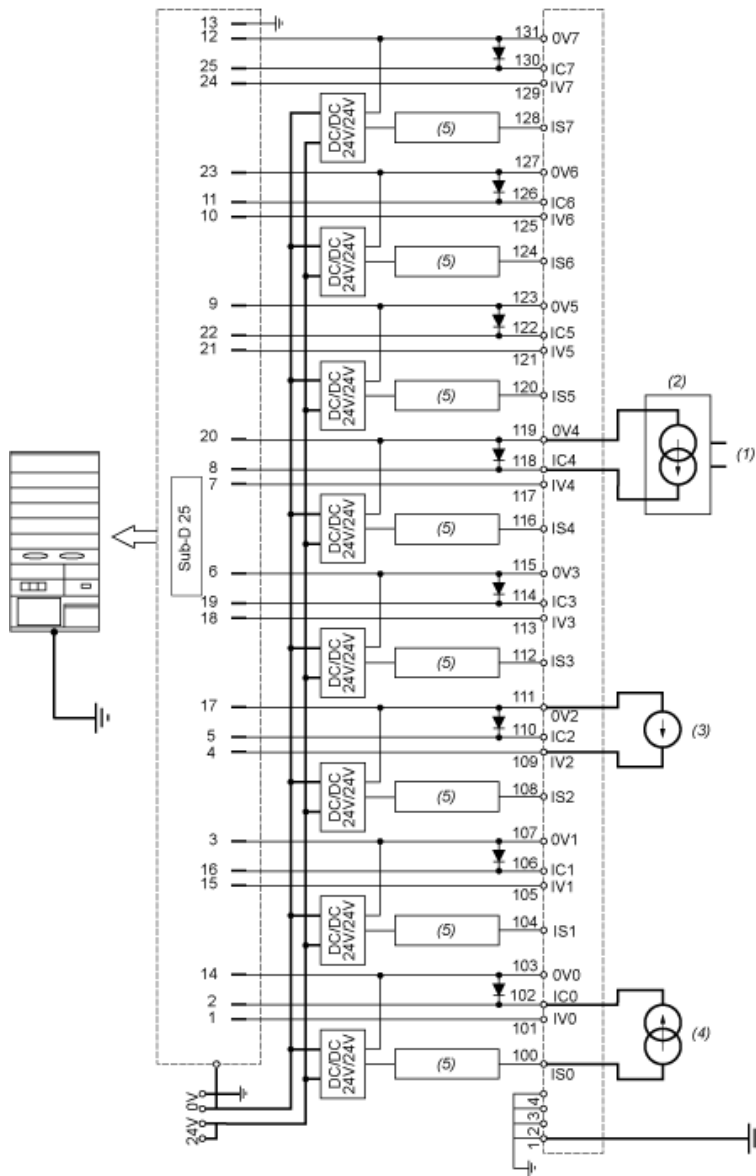 13
12
131 0V7
25
130 IC7
24
IV7
129
DC/DC
24V/24V
(5)
128 IS7
23
127 0V6
11
126 IC6
10
IV6
125
DC/DC
24V/24V
(5)
124 IS6
9
123 0V5
22
122 IC5
21
IV5
121
DC/DC
24V/24V
(5)
120 IS5
(2)
20
119 0V4
(1)
8
118 IC4
7
IV4
117
Sub-D 25
DC/DC
24V/24V
(5)
116 IS4
6
115 0V3
19
114 IC3
18
IV3
113
DC/DC
24V/24V
(5)
112 IS3
17
111 0V2
(3)
5
110 IC2
4
109 IV2
DC/DC
24V/24V
(5)
108 IS2
3
107 0V1
16
106 IC1
15
IV1
105
DC/DC
24V/24V
(5)
104 IS1
14
103 0V0
2
102 IC0
1
IV0
101
(4)
DC/DC
24V/24V
(5)
100 IS0
0V
24V
4
3
2
1